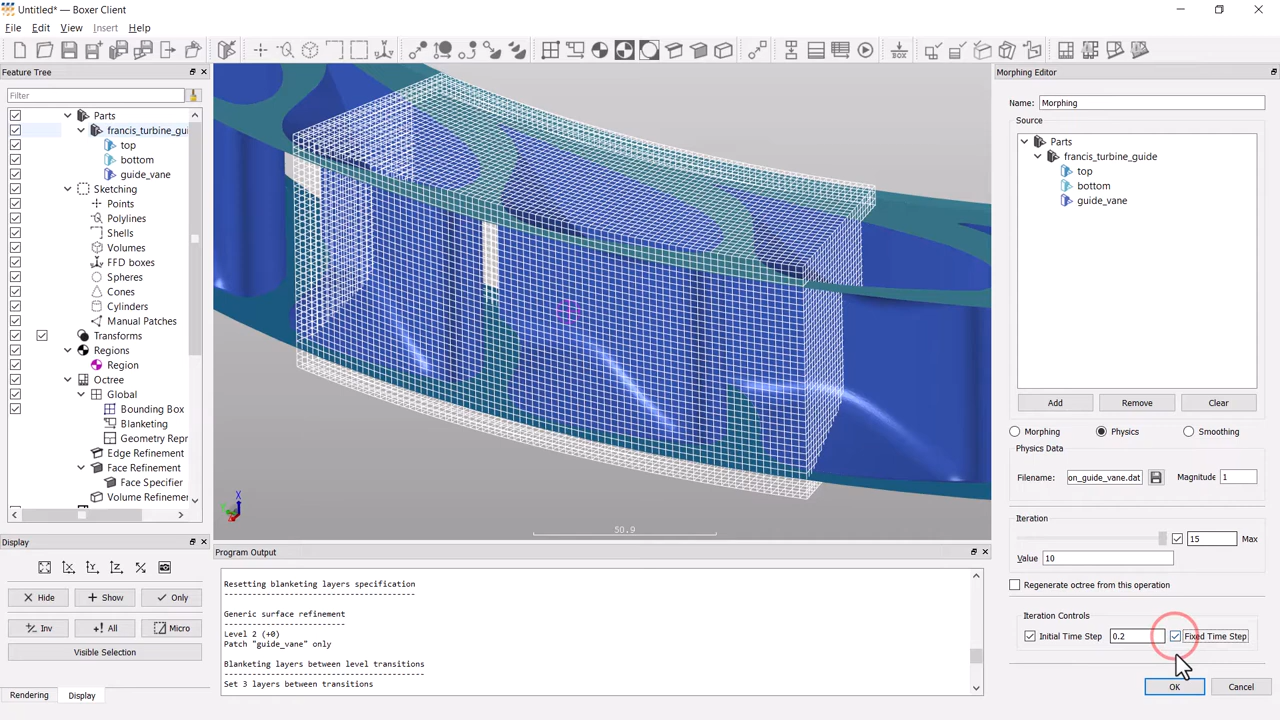 Untitled* - Boxer Client
File Edit View Insert Help
Feature Tree
Filter
Parts
francis_turbine_gui
top
bottom
guide_vane
Sketching
Points
Polylines
Shells
Volumes
FFD boxes
Spheres
Cones
Cylinders
Manual Patches
Transforms
Regions
Region
Octree
Global
Bounding Box
Blanketing
Geometry Repr
Edge Refinement
Face Refinement
Face Specifier
Volume Refineme
Display
Hide Show Only
Inv All Micro
Visible Selection
Rendering Display
X
50.9
Program Output
Resetting blanketing layers specification
-----------------------------------------
Generic surface refinement
--------------------------
Level 2 (+0)
Patch "guide_vane" only
Blanketing layers between level transitions
-------------------------------------------
Set 3 layers between transitions
Morphing Editor
Name: Morphing
Source
Parts
francis_turbine_guide
top
bottom
guide_vane
Add Remove Clear
Morphing Physics Smoothing
Physics Data
Filename: on_guide_vane.dat Magnitude 1
Iteration
15 Max
Value 10
Regenerate octree from this operation
Iteration Controls
Initial Time Step 0.2 Fixed Time Step
OK Cancel